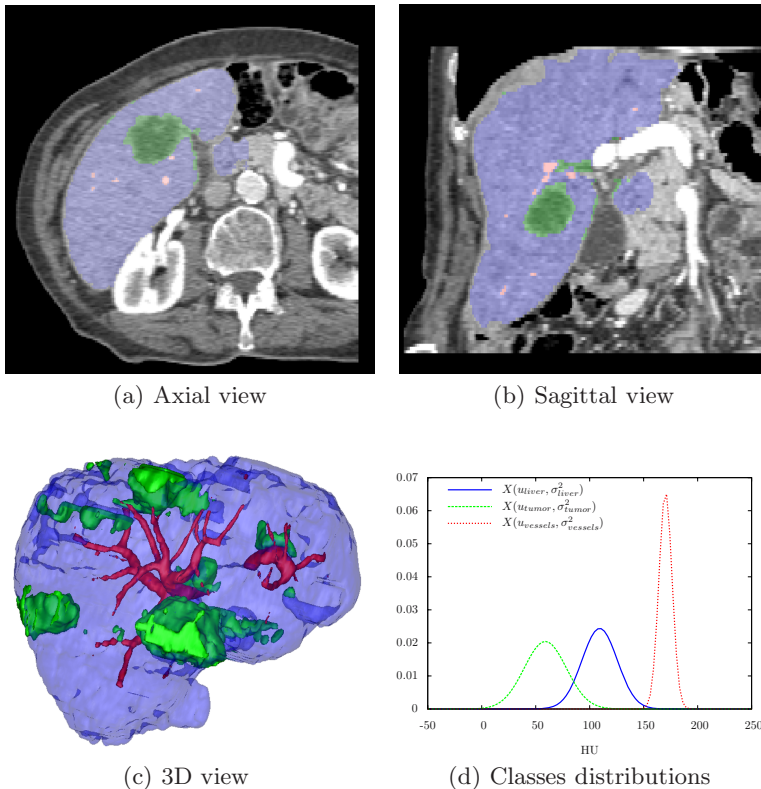 (a) Axial view
(b) Sagittal view
0.07
0.06
0.05
0.04
0.03
0.02
0.01
0
X(u_liver, σ²_liver)
X(u_tumor, σ²_tumor)
X(u_vessels, σ²_vessels)
-50 0 50 100 150 200 250
HU
(c) 3D view
(d) Classes distributions